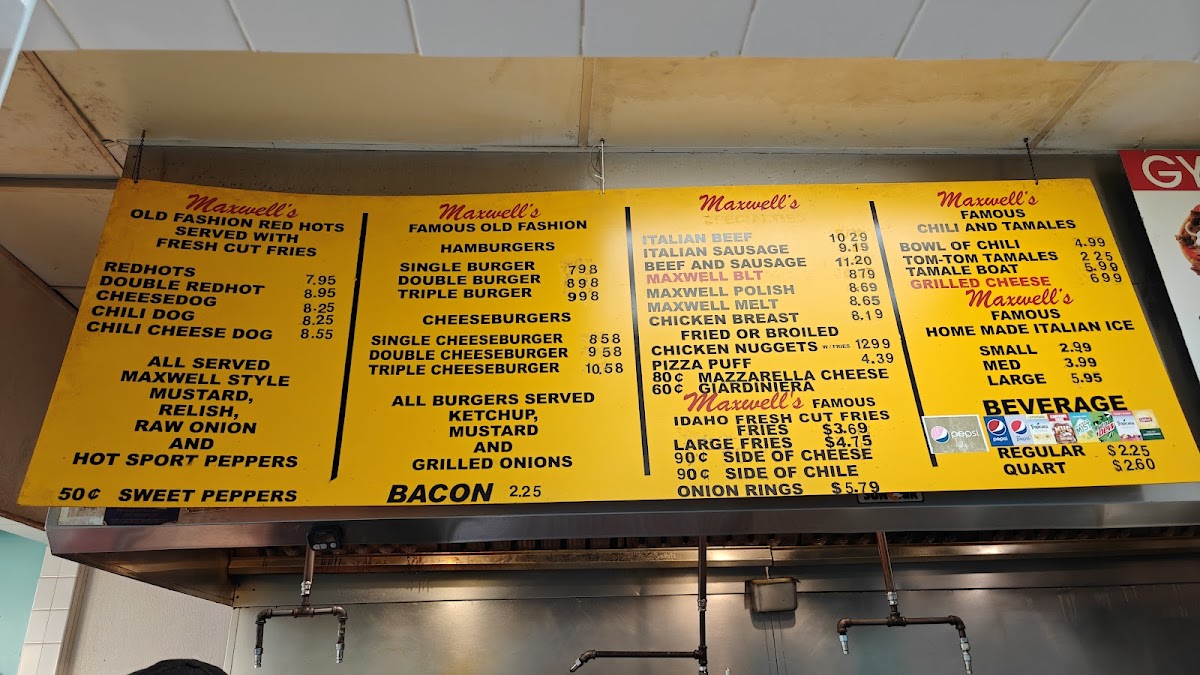 Maxwell's
OLD FASHION RED HOTS
SERVED WITH
FRESH CUT FRIES
REDHOTS 7.95
DOUBLE REDHOT 8.95
CHEESEDOG 8.25
CHILI DOG 8.25
CHILI CHEESE DOG 8.55
ALL SERVED
MAXWELL STYLE
MUSTARD,
RELISH,
RAW ONION
AND
HOT SPORT PEPPERS
50¢ SWEET PEPPERS
Maxwell's
FAMOUS OLD FASHION
HAMBURGERS
SINGLE BURGER 798
DOUBLE BURGER 898
TRIPLE BURGER 998
CHEESEBURGERS
SINGLE CHEESEBURGER 858
DOUBLE CHEESEBURGER 958
TRIPLE CHEESEBURGER 10.58
ALL BURGERS SERVED
KETCHUP,
MUSTARD
AND
GRILLED ONIONS
BACON 2.25
Maxwell's
SPECIALTIES
ITALIAN BEEF 1029
ITALIAN SAUSAGE 9.19
BEEF AND SAUSAGE 11.20
MAXWELL BLT 879
MAXWELL POLISH 8.69
MAXWELL MELT 8.65
CHICKEN BREAST 8.19
FRIED OR BROILED
CHICKEN NUGGETS W/FRIES 1299
PIZZA PUFF 4.39
80¢ MAZZARELLA CHEESE
60¢ GIARDINIERA
Maxwell's FAMOUS
IDAHO FRESH CUT FRIES
FRIES $3.69
LARGE FRIES $4.75
90¢ SIDE OF CHEESE
90¢ SIDE OF CHILE
ONION RINGS $5.79
Maxwell's
FAMOUS
CHILI AND TAMALES
BOWL OF CHILI 4.99
TOM-TOM TAMALES 225
TAMALE BOAT 5.99
GRILLED CHEESE 699
Maxwell's
FAMOUS
HOME MADE ITALIAN ICE
SMALL 2.99
MED 3.99
LARGE 5.95
BEVERAGE
pepsi
REGULAR $2.25
QUART $2.60
GY